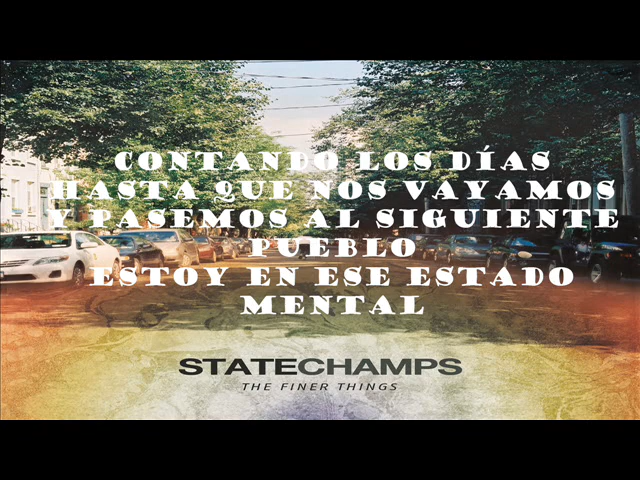 CONTANDO LOS DÍAS
HASTA QUE NOS VAYAMOS
Y PASEMOS AL SIGUIENTE
PUEBLO
ESTOY EN ESE ESTADO
MENTAL
STATECHAMPS
THE FINER THINGS